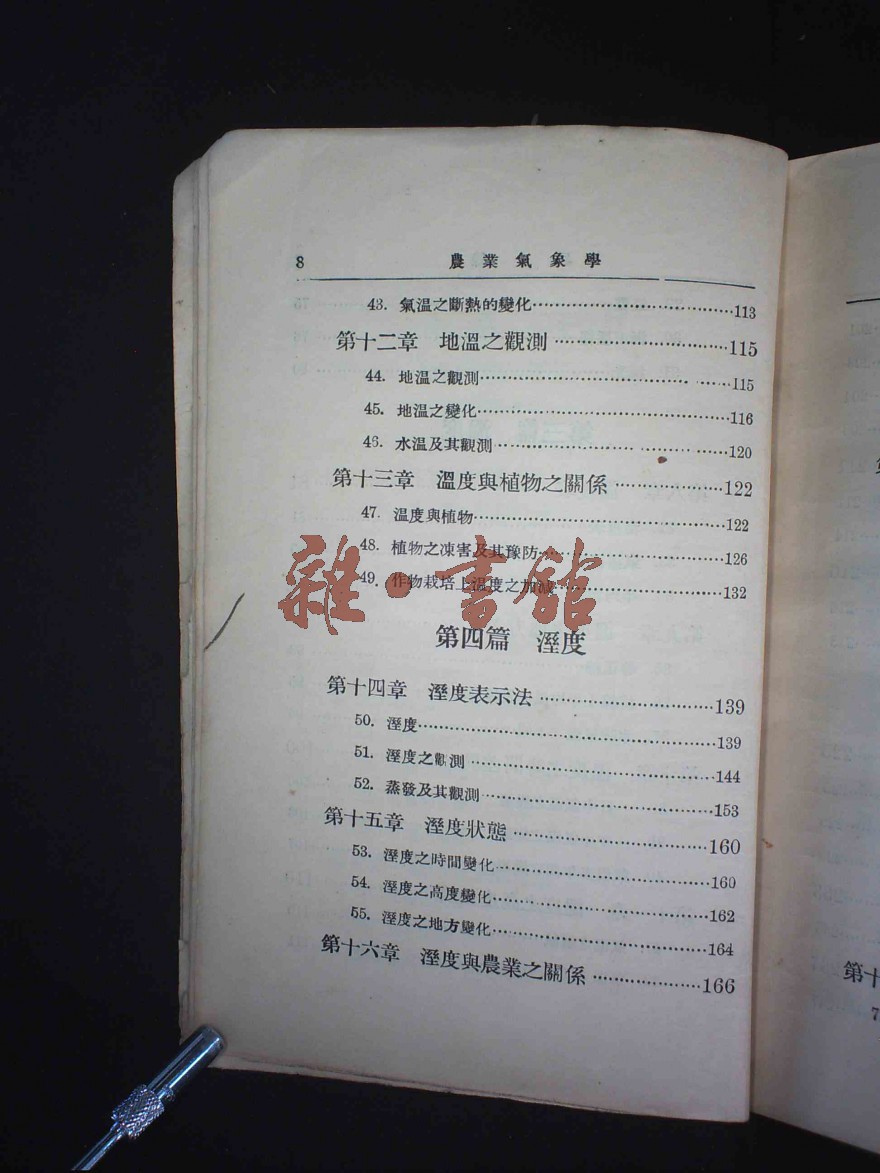 8 農業氣象學
43. 氣温之斷熱的變化 113
第十二章 地溫之觀測 115
44. 地温之觀測 115
45. 地温之變化 116
46. 水温及其觀測 120
第十三章 溫度與植物之關係 122
47. 温度與植物 122
48. 植物之凍害及其豫防 126
49. 作物栽培上温度之加減 132
雜·書館
第四篇 溼度
第十四章 溼度表示法 139
50. 溼度 139
51. 溼度之觀測 144
52. 蒸發及其觀測 153
第十五章 溼度狀態 160
53. 溼度之時間變化 160
54. 溼度之高度變化 162
55. 溼度之地方變化 164
第十六章 溼度與農業之關係 166
第十
7